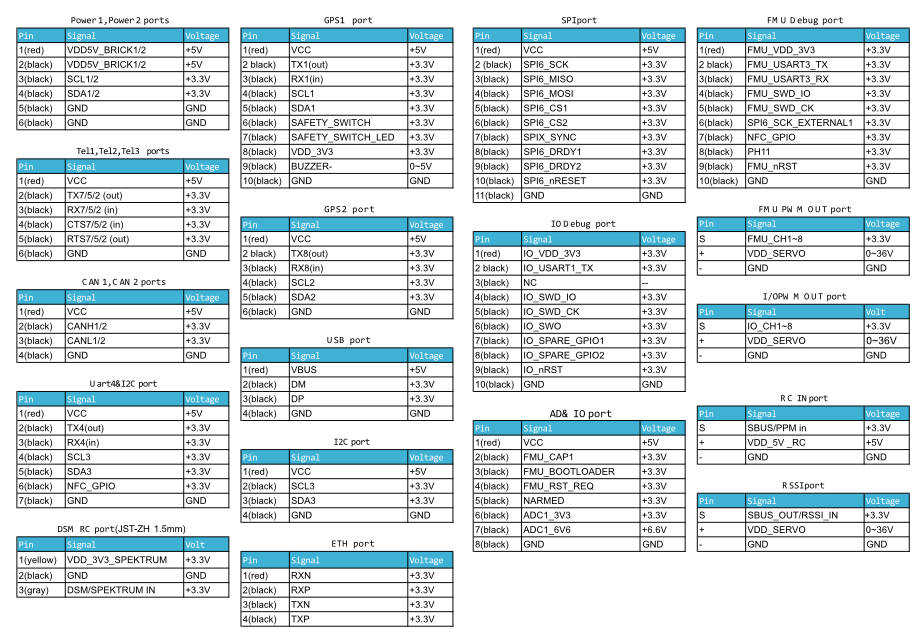 Power1,Power2 ports
Pin Signal Voltage
1(red) VDD5V_BRICK1/2 +5V
2(black) VDD5V_BRICK1/2 +5V
3(black) SCL1/2 +3.3V
4(black) SDA1/2 +3.3V
5(black) GND GND
6(black) GND GND
Tel1,Tel2,Tel3 ports
Pin Signal Voltage
1(red) VCC +5V
2(black) TX7/5/2 (out) +3.3V
3(black) RX7/5/2 (in) +3.3V
4(black) CTS7/5/2 (in) +3.3V
5(black) RTS7/5/2 (out) +3.3V
6(black) GND GND
CAN1,CAN2 ports
Pin Signal Voltage
1(red) VCC +5V
2(black) CANH1/2 +3.3V
3(black) CANL1/2 +3.3V
4(black) GND GND
Uart4&I2C port
Pin Signal Voltage
1(red) VCC +5V
2(black) TX4(out) +3.3V
3(black) RX4(in) +3.3V
4(black) SCL3 +3.3V
5(black) SDA3 +3.3V
6(black) NFC_GPIO +3.3V
7(black) GND GND
DSM RC port(JST-ZH 1.5mm)
Pin Signal Volt
1(yellow) VDD_3V3_SPEKTRUM +3.3V
2(black) GND GND
3(gray) DSM/SPEKTRUM IN +3.3V
GPS1 port
Pin Signal Voltage
1(red) VCC +5V
2 black) TX1(out) +3.3V
3(black) RX1(in) +3.3V
4(black) SCL1 +3.3V
5(black) SDA1 +3.3V
6(black) SAFETY_SWITCH +3.3V
7(black) SAFETY_SWITCH_LED +3.3V
8(black) VDD_3V3 +3.3V
9(black) BUZZER- 0~5V
10(black) GND GND
GPS2 port
Pin Signal Voltage
1(red) VCC +5V
2 black) TX8(out) +3.3V
3(black) RX8(in) +3.3V
4(black) SCL2 +3.3V
5(black) SDA2 +3.3V
6(black) GND GND
USB port
Pin Signal Voltage
1(red) VBUS +5V
2(black) DM +3.3V
3(black) DP +3.3V
4(black) GND GND
I2C port
Pin Signal Voltage
1(red) VCC +5V
2(black) SCL3 +3.3V
3(black) SDA3 +3.3V
4(black) GND GND
ETH port
Pin Signal Voltage
1(red) RXN +3.3V
2(black) RXP +3.3V
3(black) TXN +3.3V
4(black) TXP +3.3V
SPI port
Pin Signal Voltage
1(red) VCC +5V
2 (black) SPI6_SCK +3.3V
3(black) SPI6_MISO +3.3V
4(black) SPI6_MOSI +3.3V
5(black) SPI6_CS1 +3.3V
6(black) SPI6_CS2 +3.3V
7(black) SPIX_SYNC +3.3V
8(black) SPI6_DRDY1 +3.3V
9(black) SPI6_DRDY2 +3.3V
10(black) SPI6_nRESET +3.3V
11(black) GND GND
IO Debug port
Pin Signal Voltage
1(red) IO_VDD_3V3 +3.3V
2 black) IO_USART1_TX +3.3V
3(black) NC --
4(black) IO_SWD_IO +3.3V
5(black) IO_SWD_CK +3.3V
6(black) IO_SWO +3.3V
7(black) IO_SPARE_GPIO1 +3.3V
8(black) IO_SPARE_GPIO2 +3.3V
9(black) IO_nRST +3.3V
10(black) GND GND
AD& IO port
Pin Signal Voltage
1(red) VCC +5V
2(black) FMU_CAP1 +3.3V
3(black) FMU_BOOTLOADER +3.3V
4(black) FMU_RST_REQ +3.3V
5(black) NARMED +3.3V
6(black) ADC1_3V3 +3.3V
7(black) ADC1_6V6 +6.6V
8(black) GND GND
FMU Debug port
Pin Signal Voltage
1(red) FMU_VDD_3V3 +3.3V
2 black) FMU_USART3_TX +3.3V
3(black) FMU_USART3_RX +3.3V
4(black) FMU_SWD_IO +3.3V
5(black) FMU_SWD_CK +3.3V
6(black) SPI6_SCK_EXTERNAL1 +3.3V
7(black) NFC_GPIO +3.3V
8(black) PH11 +3.3V
9(black) FMU_nRST +3.3V
10(black) GND GND
FMU PWM OUT port
Pin Signal Voltage
S FMU_CH1~8 +3.3V
+ VDD_SERVO 0~36V
- GND GND
I/O PWM OUT port
Pin Signal Volt
S IO_CH1~8 +3.3V
+ VDD_SERVO 0~36V
- GND GND
RC IN port
Pin Signal Voltage
S SBUS/PPM in +3.3V
+ VDD_5V _RC +5V
- GND GND
RSSI port
Pin Signal Voltage
S SBUS_OUT/RSSI_IN +3.3V
+ VDD_SERVO 0~36V
- GND GND